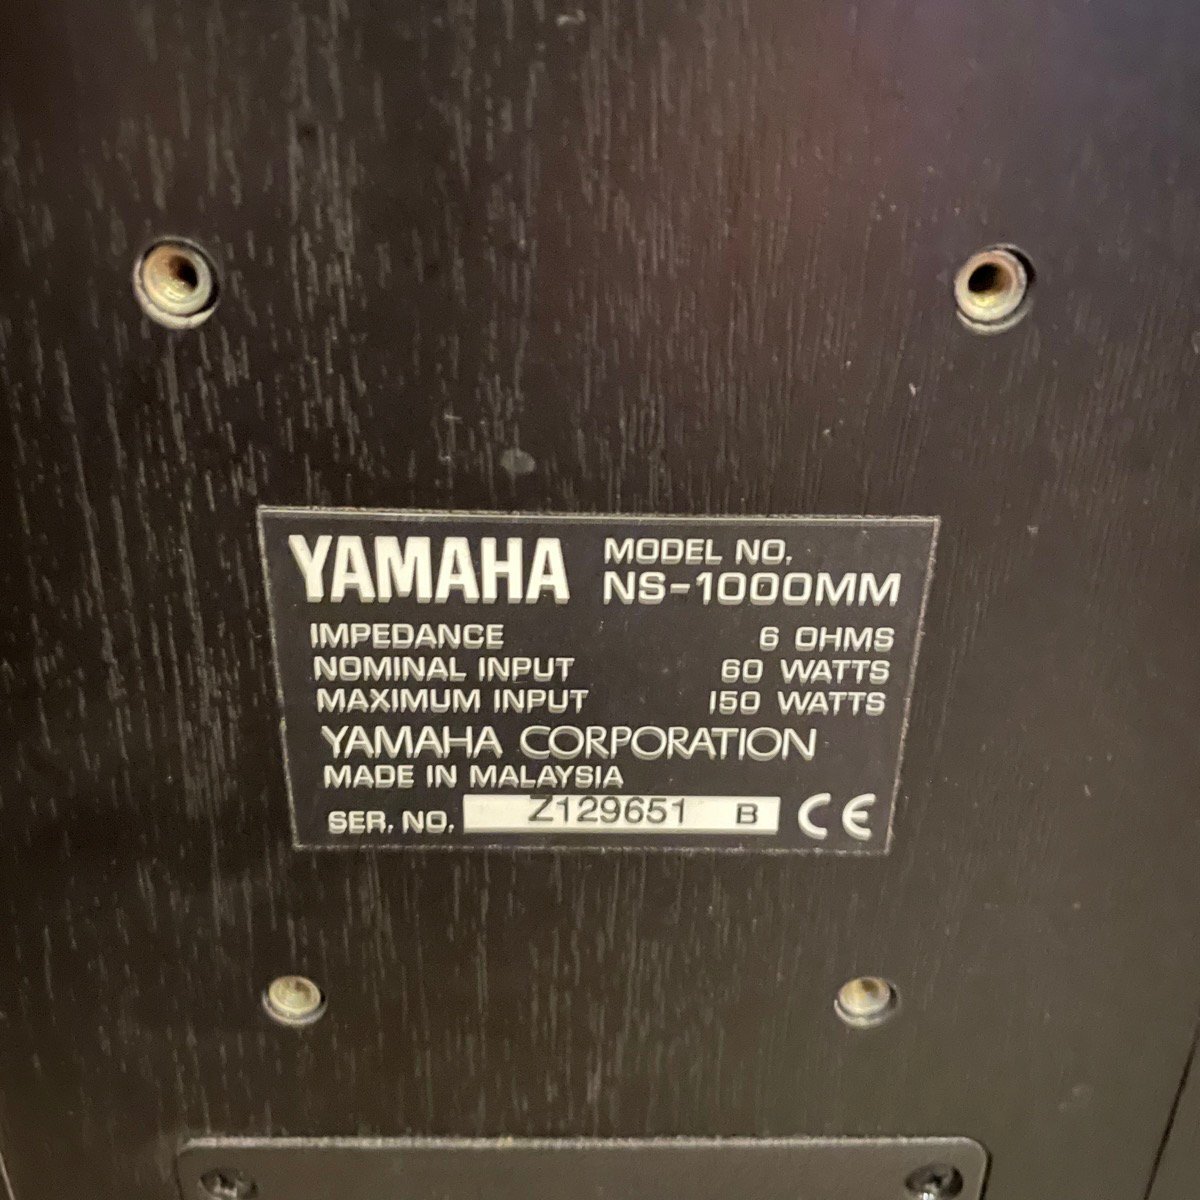 YAMAHA MODEL NO.
NS-1000MM
IMPEDANCE 6 OHMS
NOMINAL INPUT 60 WATTS
MAXIMUM INPUT 150 WATTS
YAMAHA CORPORATION
MADE IN MALAYSIA
SER. NO. Z129651 B CE